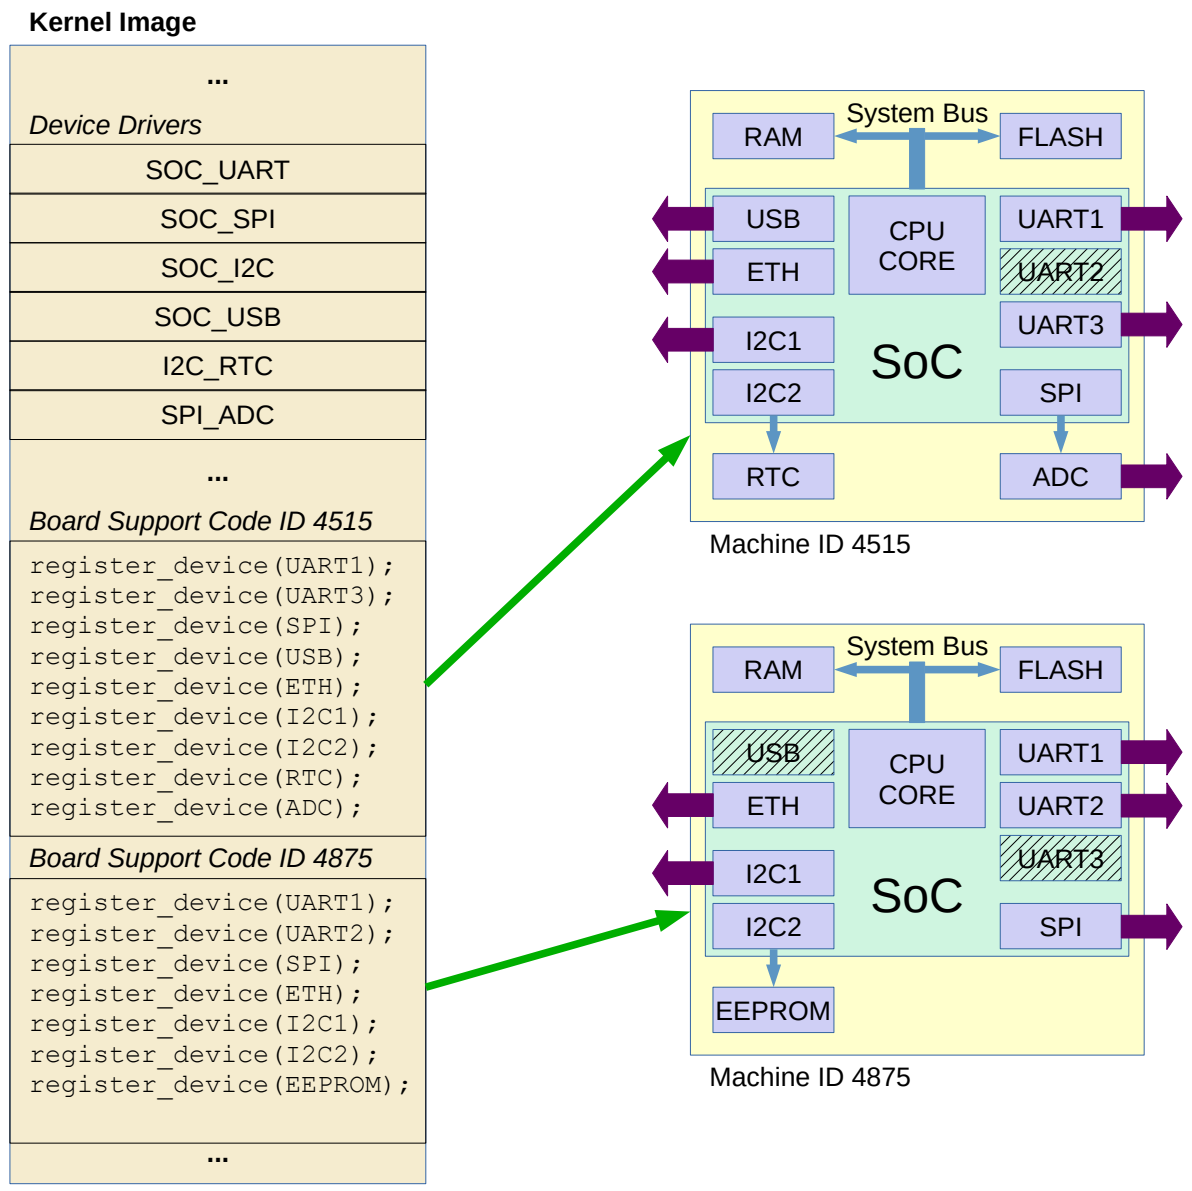 Kernel Image
...
Device Drivers
SOC_UART
SOC_SPI
SOC_I2C
SOC_USB
I2C_RTC
SPI_ADC
...
Board Support Code ID 4515
register_device(UART1);
register_device(UART3);
register_device(SPI);
register_device(USB);
register_device(ETH);
register_device(I2C1);
register_device(I2C2);
register_device(RTC);
register_device(ADC);
Board Support Code ID 4875
register_device(UART1);
register_device(UART2);
register_device(SPI);
register_device(ETH);
register_device(I2C1);
register_device(I2C2);
register_device(EEPROM);
...
System Bus
RAM
FLASH
USB
CPU
CORE
UART1
ETH
UART2
I2C1
SoC
UART3
I2C2
SPI
RTC
ADC
Machine ID 4515
System Bus
RAM
FLASH
USB
CPU
CORE
UART1
ETH
UART2
I2C1
SoC
UART3
I2C2
SPI
EEPROM
Machine ID 4875